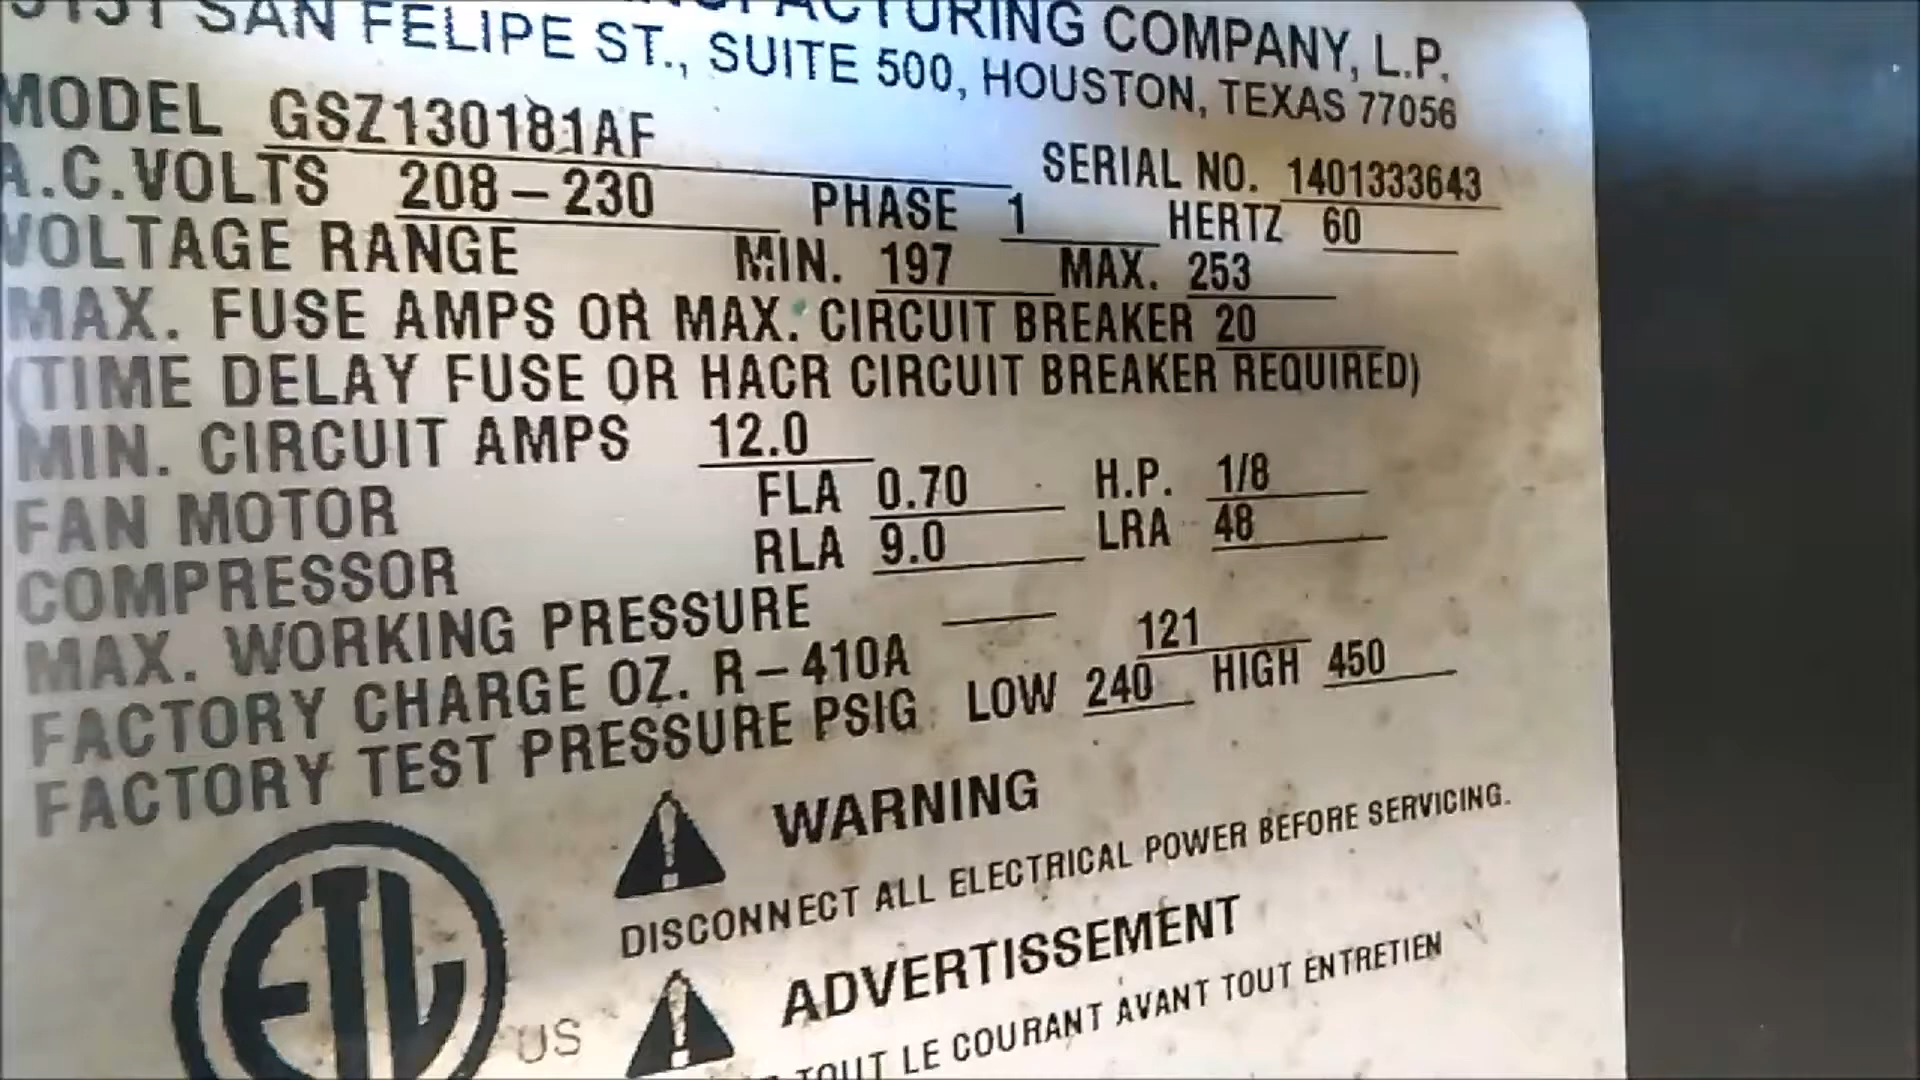 MANUFACTURING COMPANY, L.P.
5151 SAN FELIPE ST., SUITE 500, HOUSTON, TEXAS 77056
MODEL GSZ130181AF SERIAL NO. 1401333643
A.C.VOLTS 208-230 PHASE 1 HERTZ 60
VOLTAGE RANGE MIN. 197 MAX. 253
MAX. FUSE AMPS OR MAX. CIRCUIT BREAKER 20
(TIME DELAY FUSE OR HACR CIRCUIT BREAKER REQUIRED)
MIN. CIRCUIT AMPS 12.0
FAN MOTOR FLA 0.70 H.P. 1/8
COMPRESSOR RLA 9.0 LRA 48
MAX. WORKING PRESSURE
FACTORY CHARGE OZ. R-410A 121
FACTORY TEST PRESSURE PSIG LOW 240 HIGH 450
WARNING
DISCONNECT ALL ELECTRICAL POWER BEFORE SERVICING.
ADVERTISSEMENT
TOUT LE COURANT AVANT TOUT ENTRETIEN
ETL
US